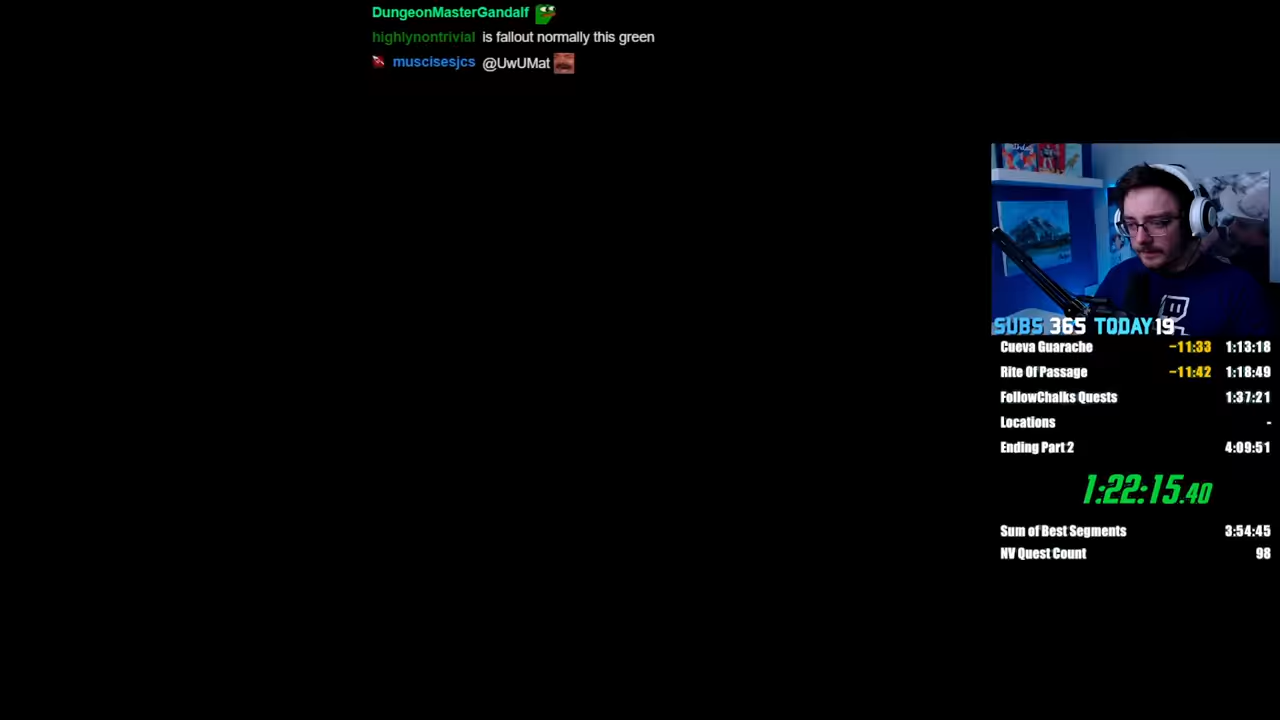 DungeonMasterGandalf
highlynontrivial is fallout normally this green
muscisesjcs @UwUMat
SUBS 365 TODAY 19
Cueva Guarache -11:33 1:13:18
Rite Of Passage -11:42 1:18:49
FollowChalks Quests 1:37:21
Locations -
Ending Part 2 4:09:51
1:22:15.40
Sum of Best Segments 3:54:45
NV Quest Count 98